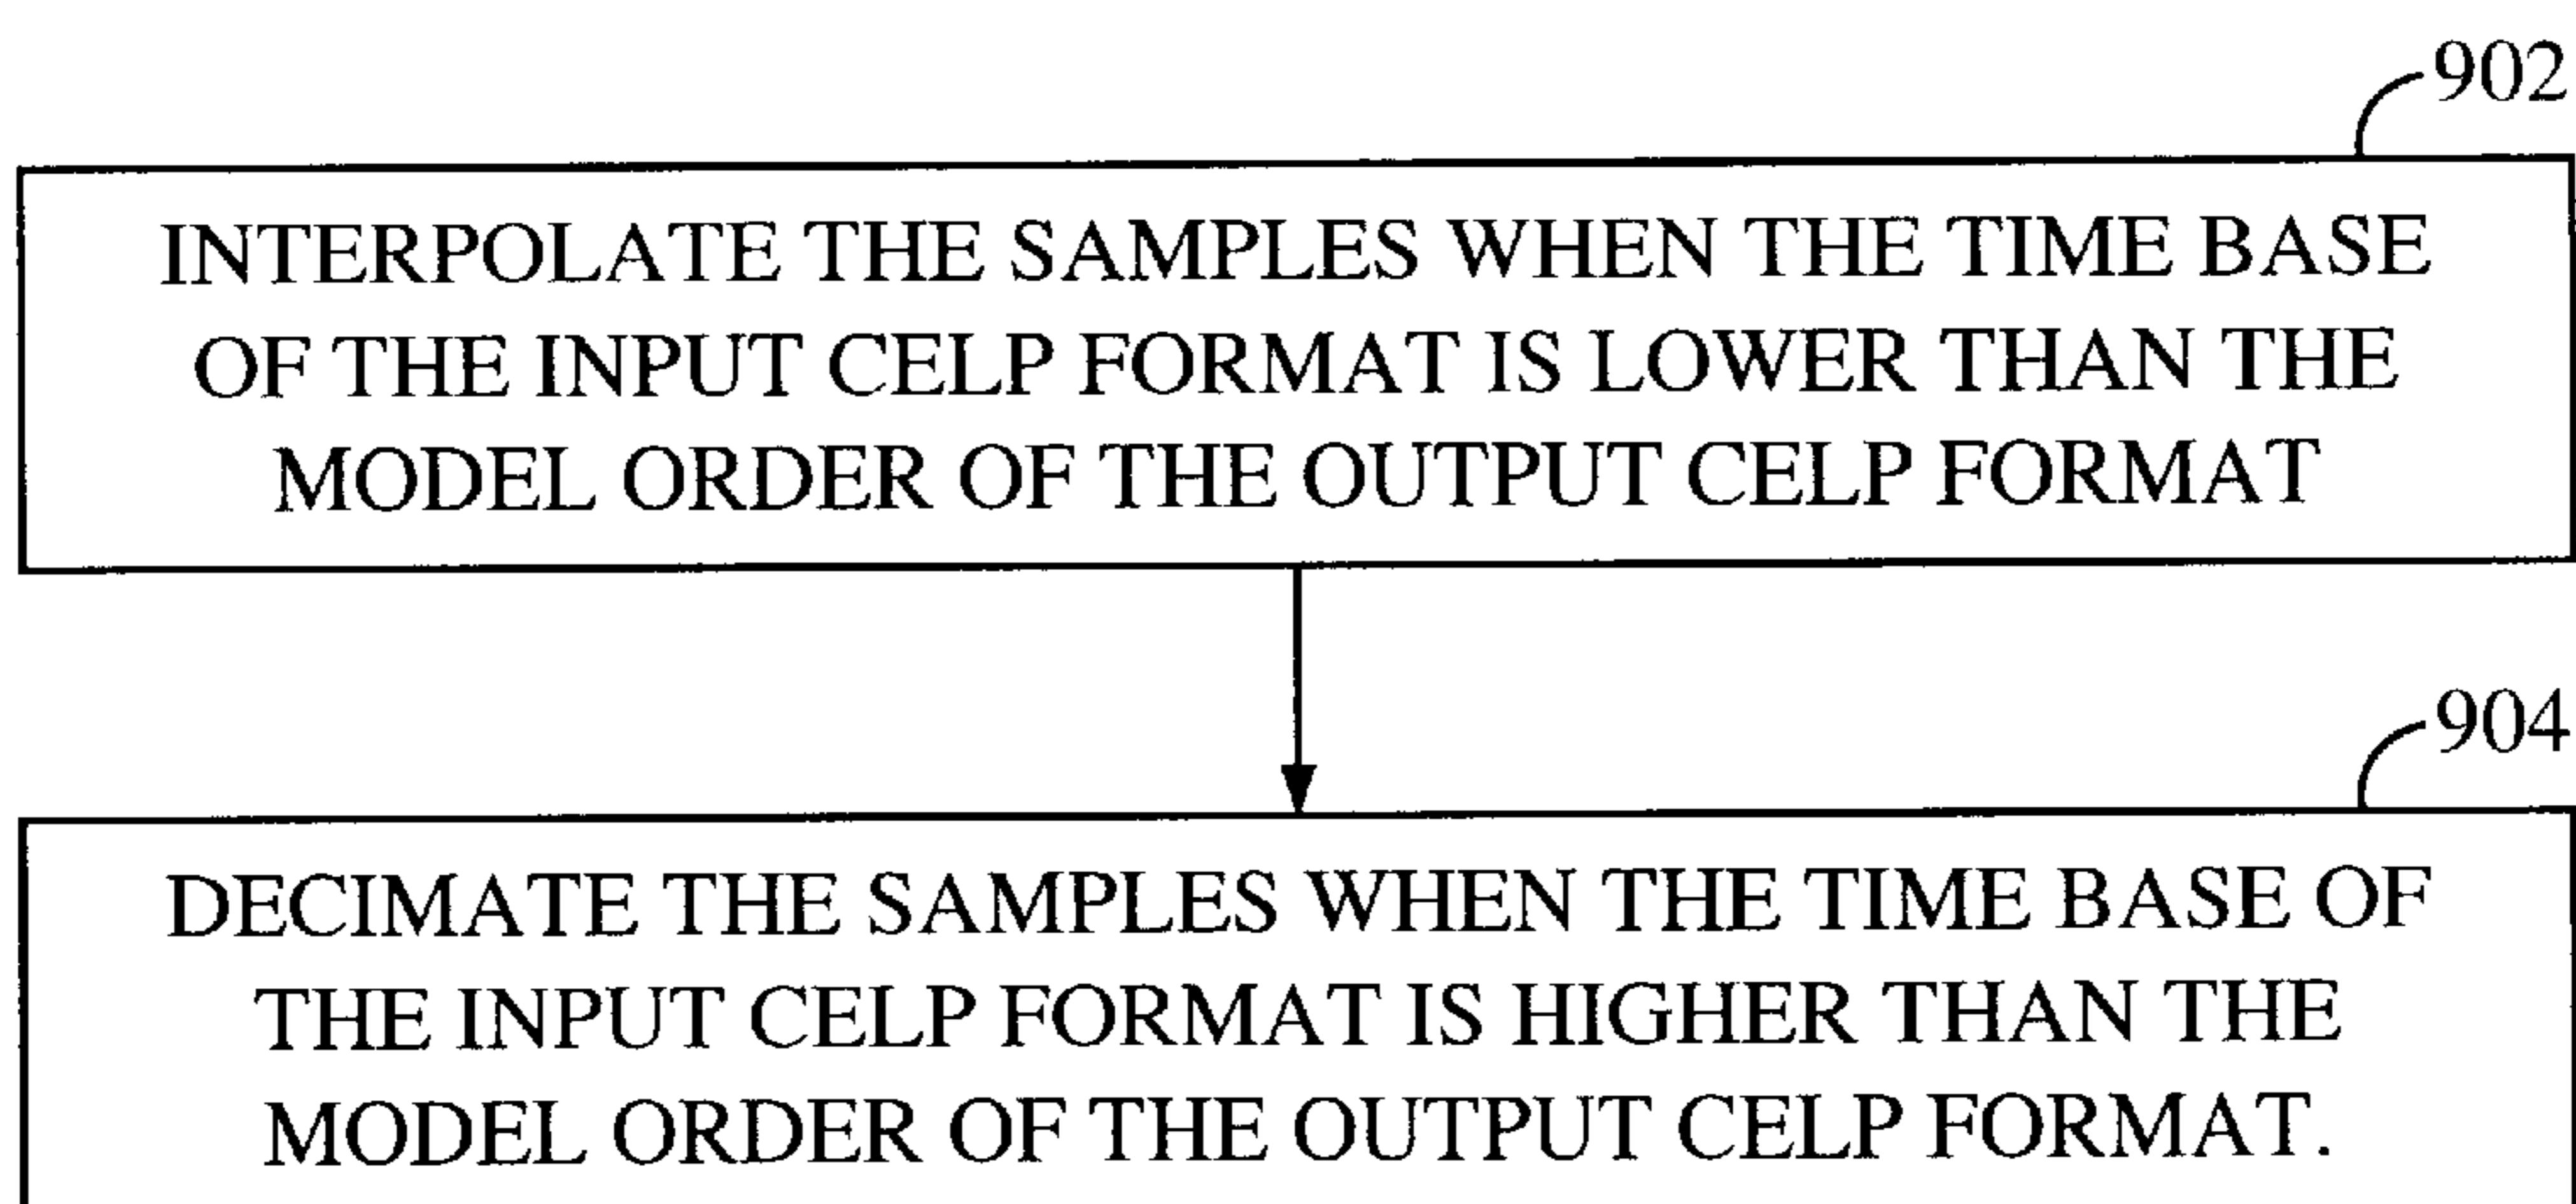 902
INTERPOLATE THE SAMPLES WHEN THE TIME BASE
OF THE INPUT CELP FORMAT IS LOWER THAN THE
MODEL ORDER OF THE OUTPUT CELP FORMAT
904
DECIMATE THE SAMPLES WHEN THE TIME BASE OF
THE INPUT CELP FORMAT IS HIGHER THAN THE
MODEL ORDER OF THE OUTPUT CELP FORMAT.